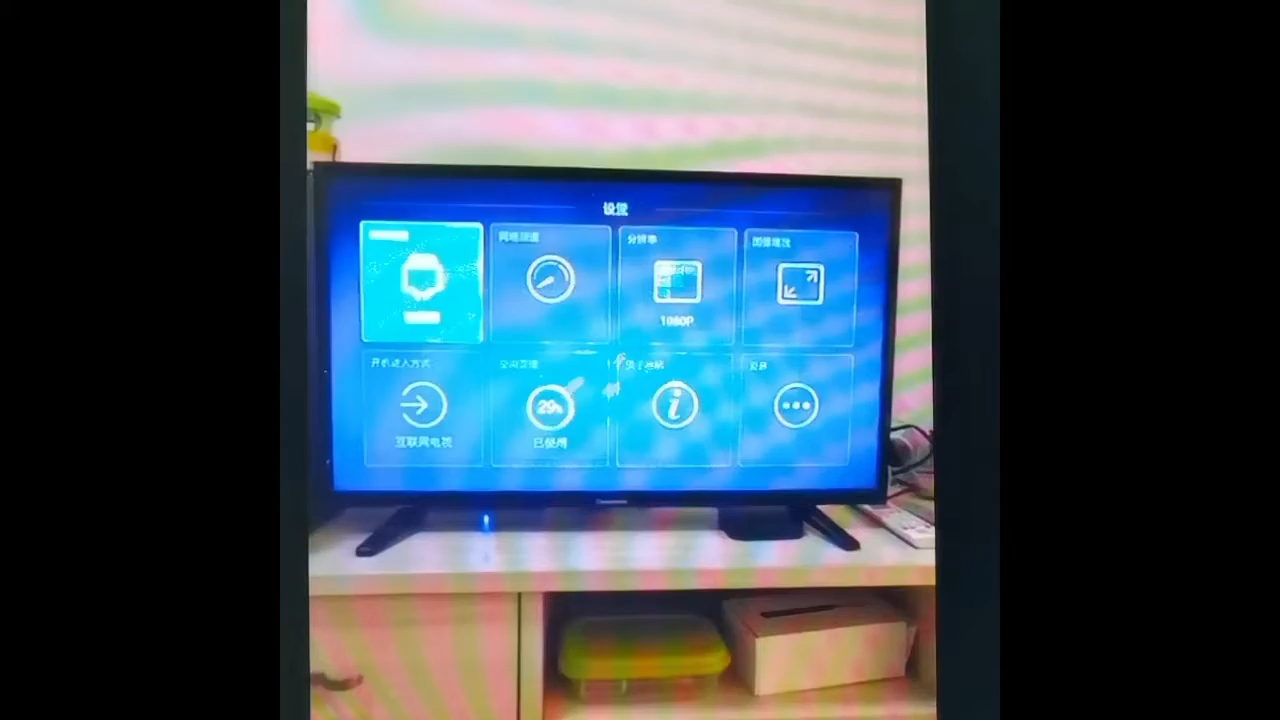 设置
网络测速
分辨率
图像缩放
1080P
开机进入方式
空间清理
关于本机
更多
29%
互联网电视
已使用